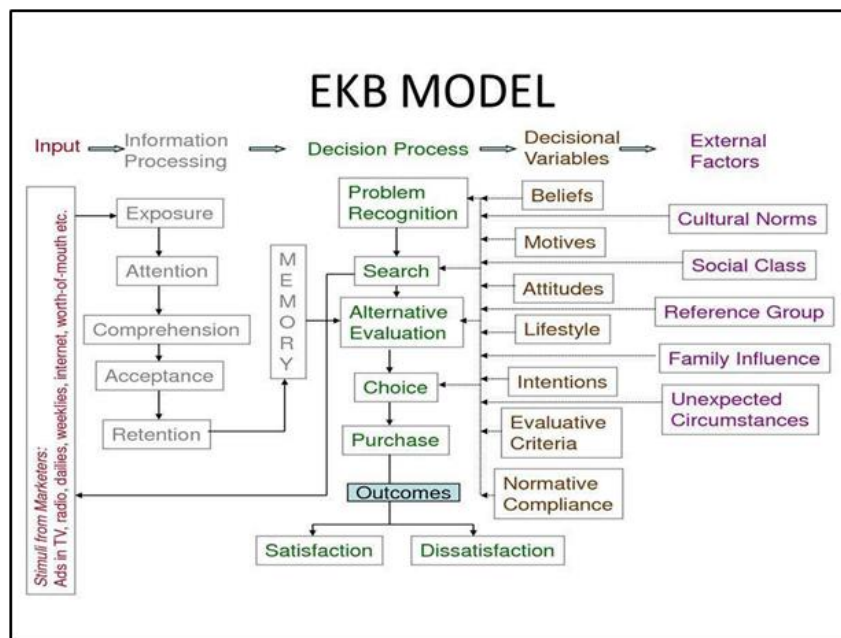 EKB MODEL
Input
Information
Processing
Decision Process
Decisional
Variables
External
Factors
Stimuli from Marketers:
Ads in TV, radio, dailies, weeklies, internet, worth-of-mouth etc.
Exposure
Attention
Comprehension
Acceptance
Retention
MEMORY
Problem
Recognition
Search
Alternative
Evaluation
Choice
Purchase
Outcomes
Satisfaction
Dissatisfaction
Beliefs
Motives
Attitudes
Lifestyle
Intentions
Evaluative
Criteria
Normative
Compliance
Cultural Norms
Social Class
Reference Group
Family Influence
Unexpected
Circumstances